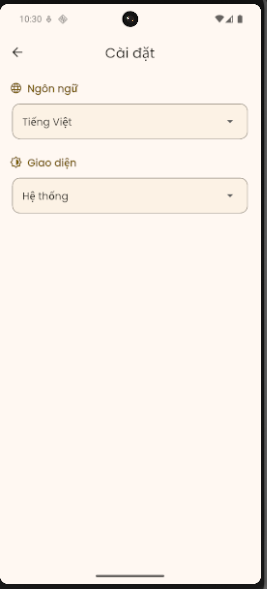 10:30
Cài đặt
Ngôn ngữ
Tiếng Việt
Giao diện
Hệ thống